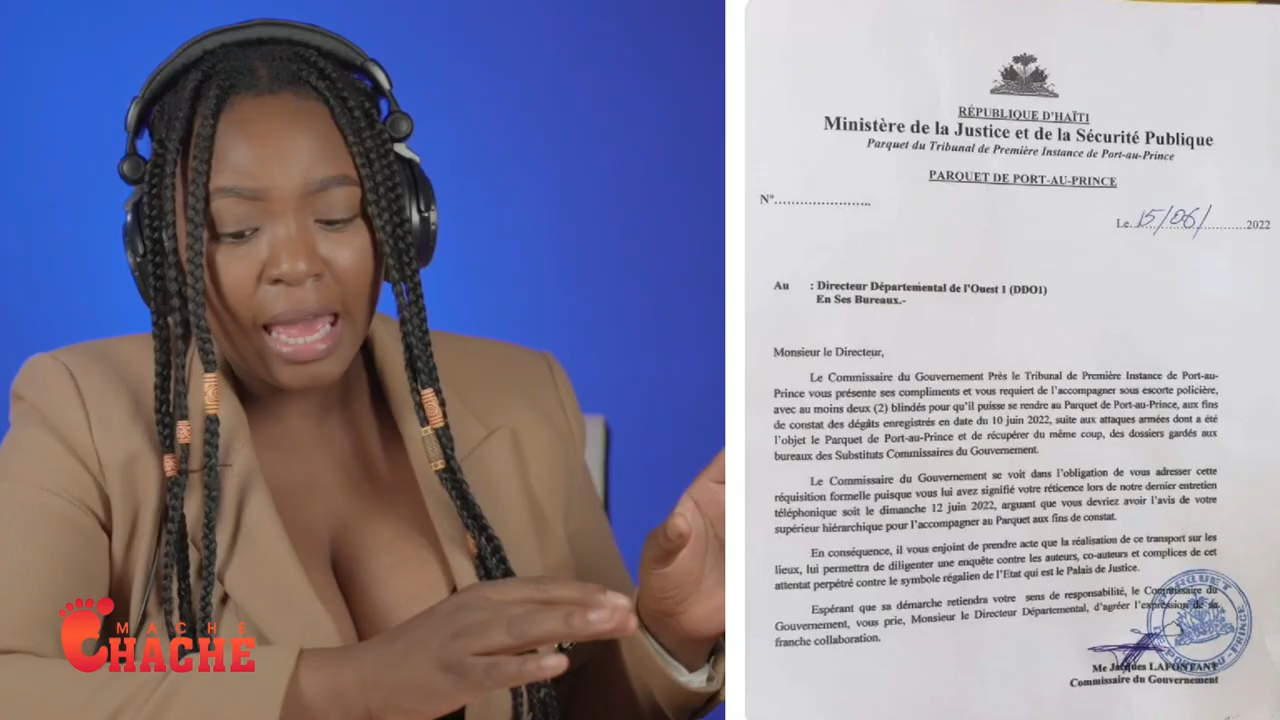 MACHE
CHACHE
RÉPUBLIQUE D'HAÏTI
Ministère de la Justice et de la Sécurité Publique
Parquet du Tribunal de Première Instance de Port-au-Prince
PARQUET DE PORT-AU-PRINCE
N°.......................
Le...15/06/............2022
Au : Directeur Départemental de l'Ouest 1 (DDO1)
En Ses Bureaux.-
Monsieur le Directeur,
Le Commissaire du Gouvernement Près le Tribunal de Première Instance de Port-au-
Prince vous présente ses compliments et vous requiert de l'accompagner sous escorte policière,
avec au moins deux (2) blindés pour qu'il puisse se rendre au Parquet de Port-au-Prince, aux fins
de constat des dégâts enregistrés en date du 10 juin 2022, suite aux attaques armées dont a été
l'objet le Parquet de Port-au-Prince et de récupérer du même coup, des dossiers gardés aux
bureaux des Substituts Commissaires du Gouvernement.
Le Commissaire du Gouvernement se voit dans l'obligation de vous adresser cette
réquisition formelle puisque vous lui avez signifié votre réticence lors de notre dernier entretien
téléphonique soit le dimanche 12 juin 2022, arguant que vous devriez avoir l'avis de votre
supérieur hiérarchique pour l'accompagner au Parquet aux fins de constat.
En conséquence, il vous enjoint de prendre acte que la réalisation de ce transport sur les
lieux, lui permettra de diligenter une enquête contre les auteurs, co-auteurs et complices de cet
attentat perpétré contre le symbole régalien de l'Etat qui est le Palais de Justice.
Espérant que sa démarche retiendra votre sens de responsabilité, le Commissaire du
Gouvernement, vous prie, Monsieur le Directeur Départemental, d'agréer l'expression de sa
franche collaboration.
Me Jacques LAFONTANT
Commissaire du Gouvernement